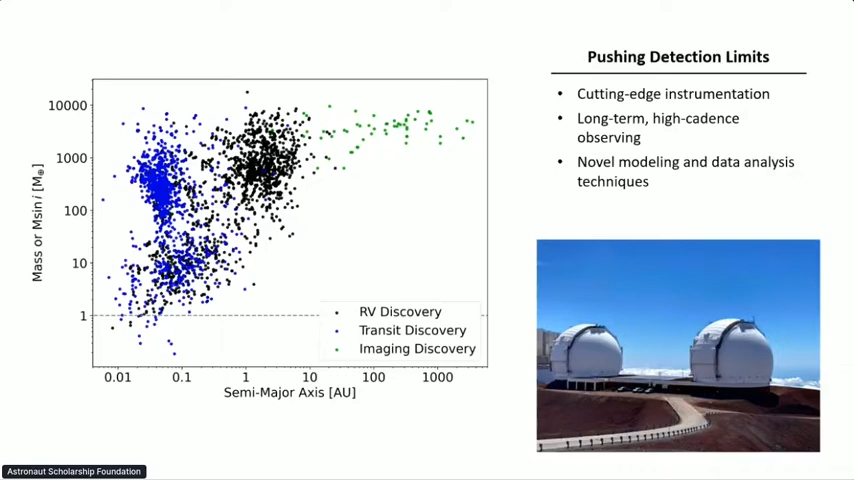 Pushing Detection Limits
• Cutting-edge instrumentation
• Long-term, high-cadence
observing
• Novel modeling and data analysis
techniques
10000
1000
100
10
1
Mass or Msin i [M⊕]
RV Discovery
Transit Discovery
Imaging Discovery
0.01 0.1 1 10 100 1000
Semi-Major Axis [AU]
Astronaut Scholarship Foundation